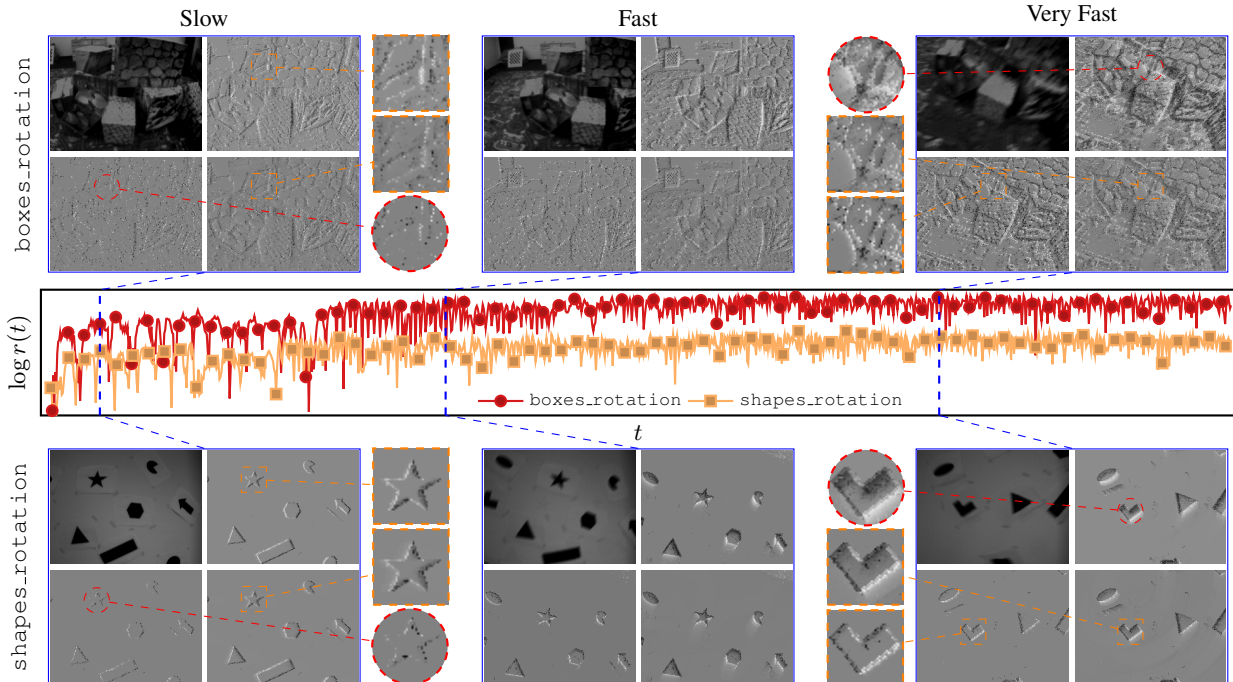 Slow
Fast
Very Fast
boxes_rotation
log r(t)
boxes_rotation
shapes_rotation
t
shapes_rotation